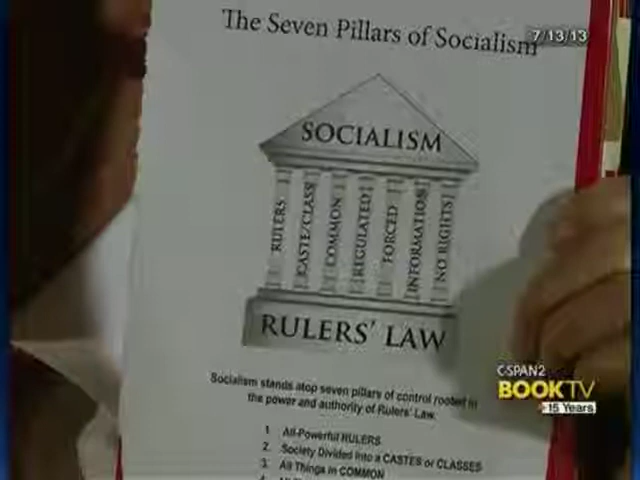 The Seven Pillars of Socialism
7/13/13
SOCIALISM
RULERS
CASTE/CLASS
COMMON
REGULATED
FORCED
INFORMATION
NO RIGHTS
RULERS' LAW
Socialism stands atop seven pillars of control rooted in
the power and authority of Rulers' Law.
1 All-Powerful RULERS
2. Society Divided into a CASTES or CLASSES
3. All Things in COMMON
C-SPAN2
BOOKTV
15 Years